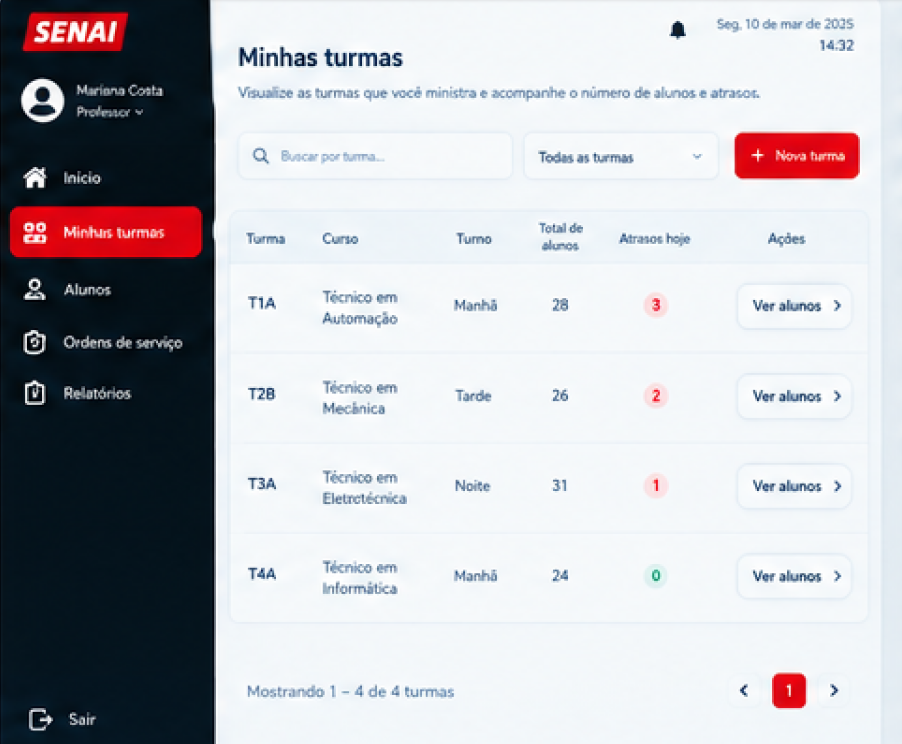 SENAI
Mariana Costa
Professor
Início
Minhas turmas
Alunos
Ordens de serviço
Relatórios
Sair
Seg, 10 de mar de 2025
14:32
Minhas turmas
Visualize as turmas que você ministra e acompanhe o número de alunos e atrasos.
Buscar por turma...
Todas as turmas
+ Nova turma
Turma Curso Turno Total de alunos Atrasos hoje Ações
T1A Técnico em Automação Manhã 28 3 Ver alunos >
T2B Técnico em Mecânica Tarde 26 2 Ver alunos >
T3A Técnico em Eletrotécnica Noite 31 1 Ver alunos >
T4A Técnico em Informática Manhã 24 0 Ver alunos >
Mostrando 1 – 4 de 4 turmas
< 1 >